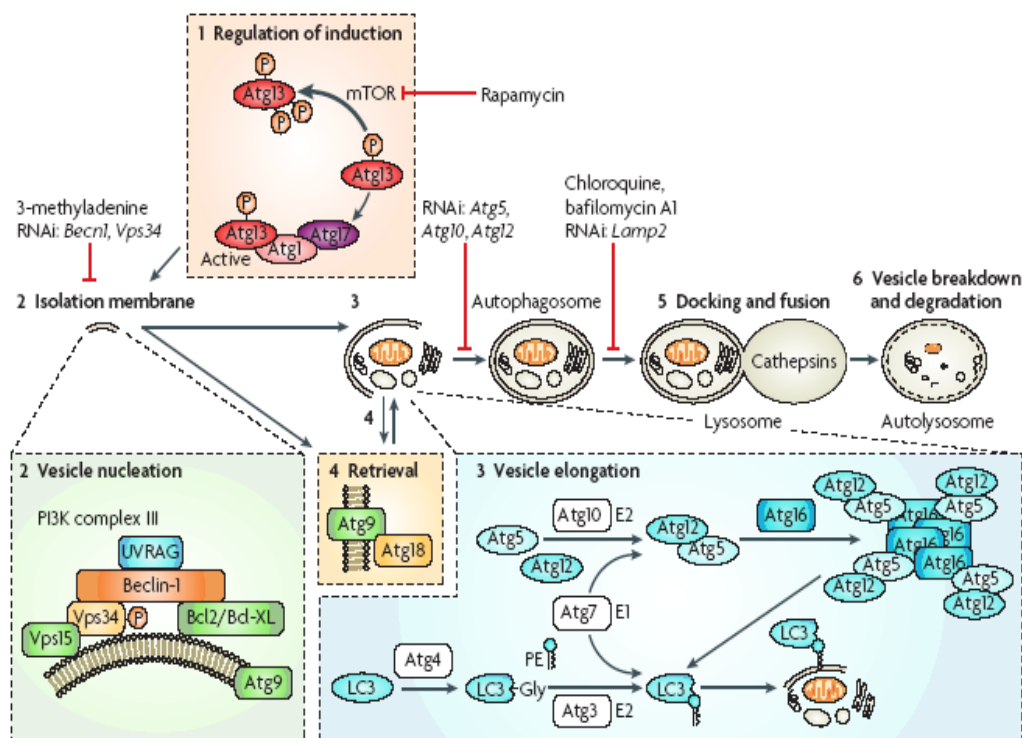 1 Regulation of induction
P
Atg13
P
P
mTOR
Rapamycin
P
Atg13
P
Atg13
Atg17
Atg1
Active
3-methyladenine
RNAi: Becn1, Vps34
RNAi: Atg5,
Atg10, Atg12
Chloroquine,
bafilomycin A1
RNAi: Lamp2
2 Isolation membrane
3
Autophagosome
5 Docking and fusion
6 Vesicle breakdown
and degradation
Cathepsins
Lysosome
Autolysosome
4
2 Vesicle nucleation
PI3K complex III
UVRAG
Beclin-1
Vps34
P
Bcl2/Bcl-XL
Vps15
Atg9
4 Retrieval
Atg9
Atg18
3 Vesicle elongation
Atg5
Atg12
Atg10 E2
Atg12
Atg5
Atg16
Atg12
Atg5
Atg12
Atg5
Atg16
Atg16
Atg16
Atg16
Atg5
Atg12
Atg5
Atg12
Atg7 E1
PE
LC3
Atg4
LC3
Gly
Atg3 E2
LC3
LC3